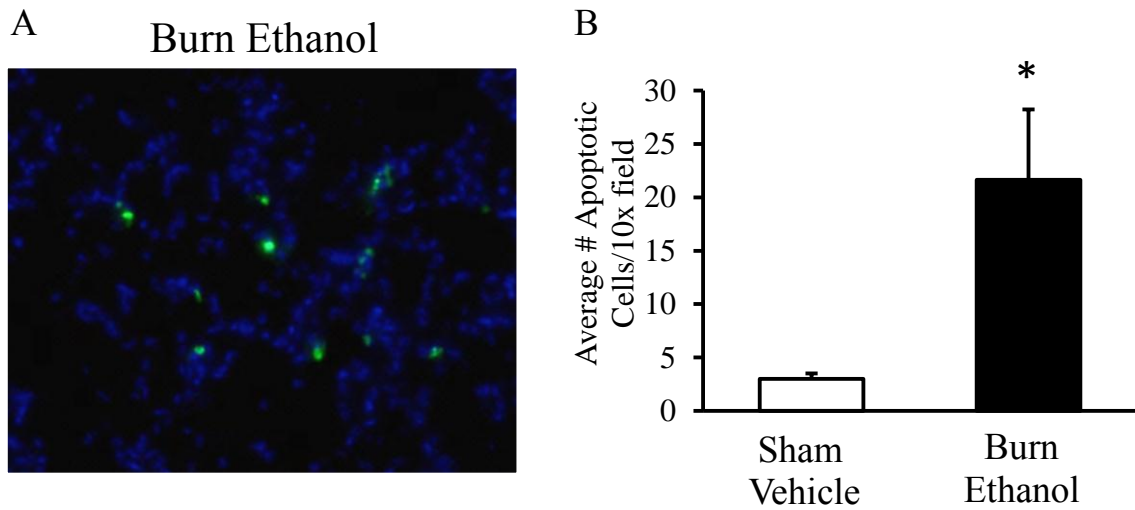 A
Burn Ethanol
B
*
Average # Apoptotic
Cells/10x field
30
25
20
15
10
5
0
Sham
Vehicle
Burn
Ethanol